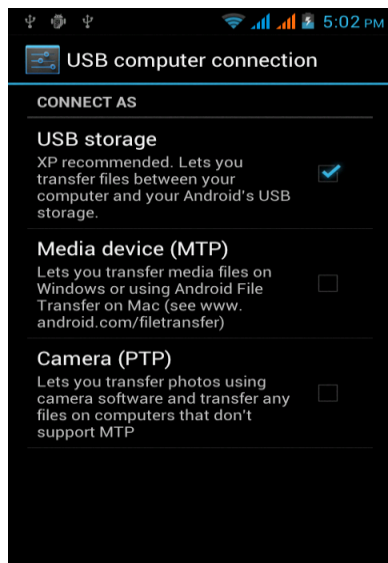 5:02 PM
USB computer connection
CONNECT AS
USB storage
XP recommended. Lets you
transfer files between your
computer and your Android's USB
storage.
Media device (MTP)
Lets you transfer media files on
Windows or using Android File
Transfer on Mac (see www.
android.com/filetransfer)
Camera (PTP)
Lets you transfer photos using
camera software and transfer any
files on computers that don't
support MTP